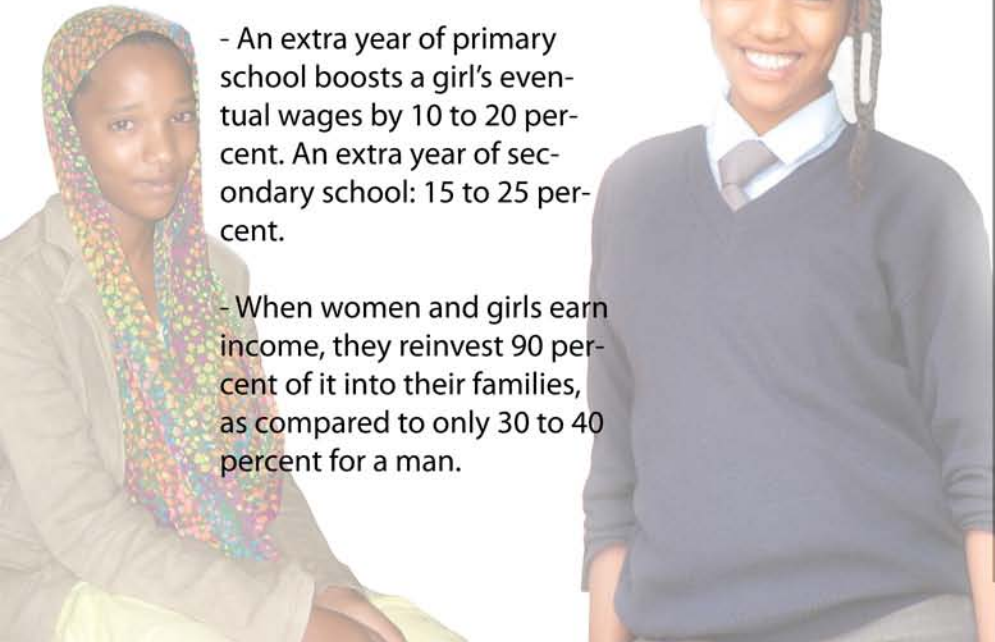 - An extra year of primary
school boosts a girl's even-
tual wages by 10 to 20 per-
cent. An extra year of sec-
ondary school: 15 to 25 per-
cent.
- When women and girls earn
income, they reinvest 90 per-
cent of it into their families,
as compared to only 30 to 40
percent for a man.